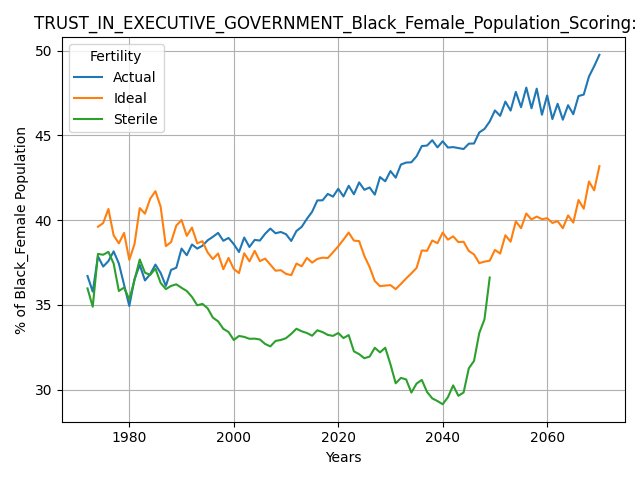 TRUST_IN_EXECUTIVE_GOVERNMENT_Black_Female_Population_Scoring:
Fertility
Actual
Ideal
Sterile
% of Black_Female Population
50
45
40
35
30
1980 2000 2020 2040 2060
Years